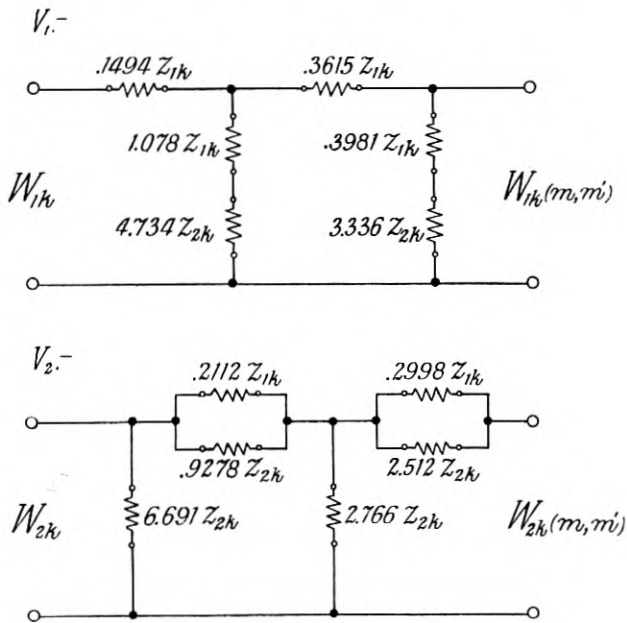 V₁.-
.1494 Z₁ₖ
.3615 Z₁ₖ
1.078 Z₁ₖ
.3981 Z₁ₖ
W₁ₖ
W₁ₖ(m,m')
4.734 Z₂ₖ
3.336 Z₂ₖ
V₂.-
.2112 Z₁ₖ
.2998 Z₁ₖ
.9278 Z₂ₖ
2.512 Z₂ₖ
W₂ₖ
6.691 Z₂ₖ
2.766 Z₂ₖ
W₂ₖ(m,m')